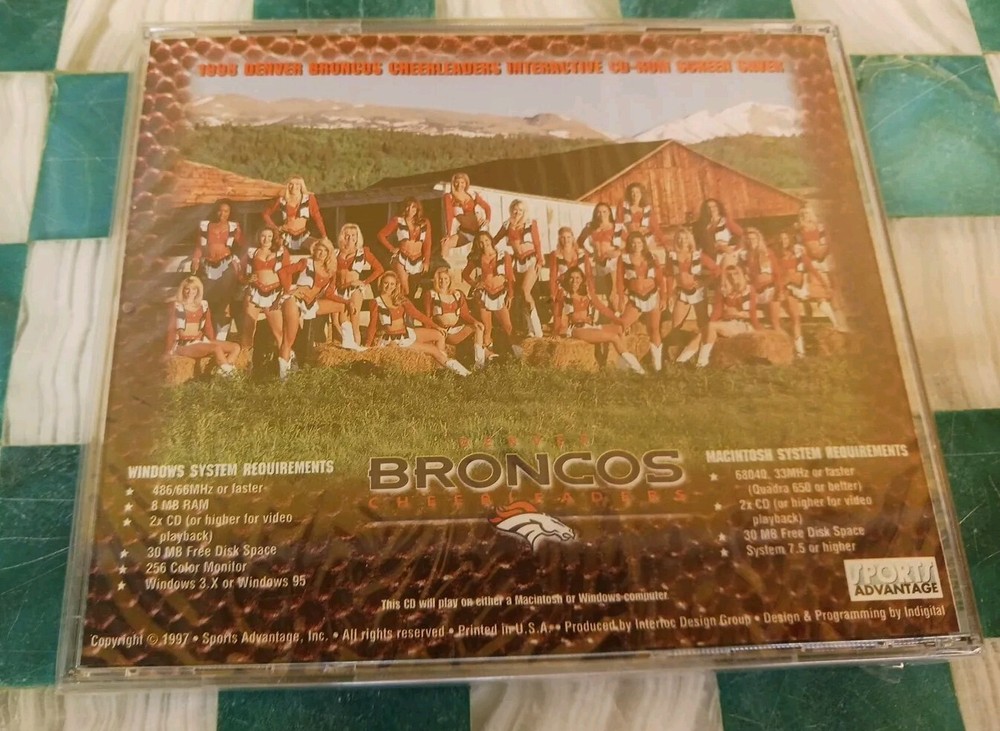 1998 DENVER BRONCOS CHEERLEADERS INTERACTIVE CD-ROM SCREEN SAVER
DENVER
BRONCOS
CHEERLEADERS
WINDOWS SYSTEM REQUIREMENTS
★ 486/66MHz or faster
★ 8 MB RAM
★ 2x CD (or higher for video
playback)
★ 30 MB Free Disk Space
★ 256 Color Monitor
★ Windows 3.X or Windows 95
MACINTOSH SYSTEM REQUIREMENTS
★ 68040, 33MHz or faster
(Quadra 650 or better)
★ 2x CD (or higher for video
playback)
★ 30 MB Free Disk Space
★ System 7.5 or higher
SPORTS
ADVANTAGE
This CD will play on either a Macintosh or Windows computer
Copyright © 1997 • Sports Advantage, Inc. • All rights reserved • Printed in U.S.A. • Produced by Interloc Design Group • Design & Programming by Indigital